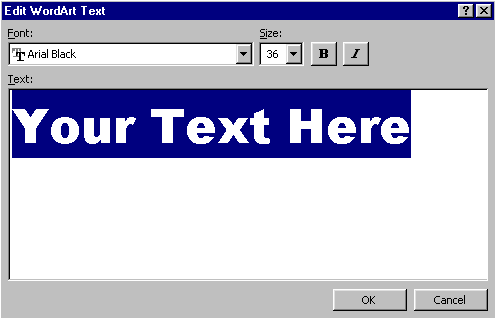 Edit WordArt Text
Font: Size:
Arial Black 36 B I
Text:
Your Text Here
OK Cancel